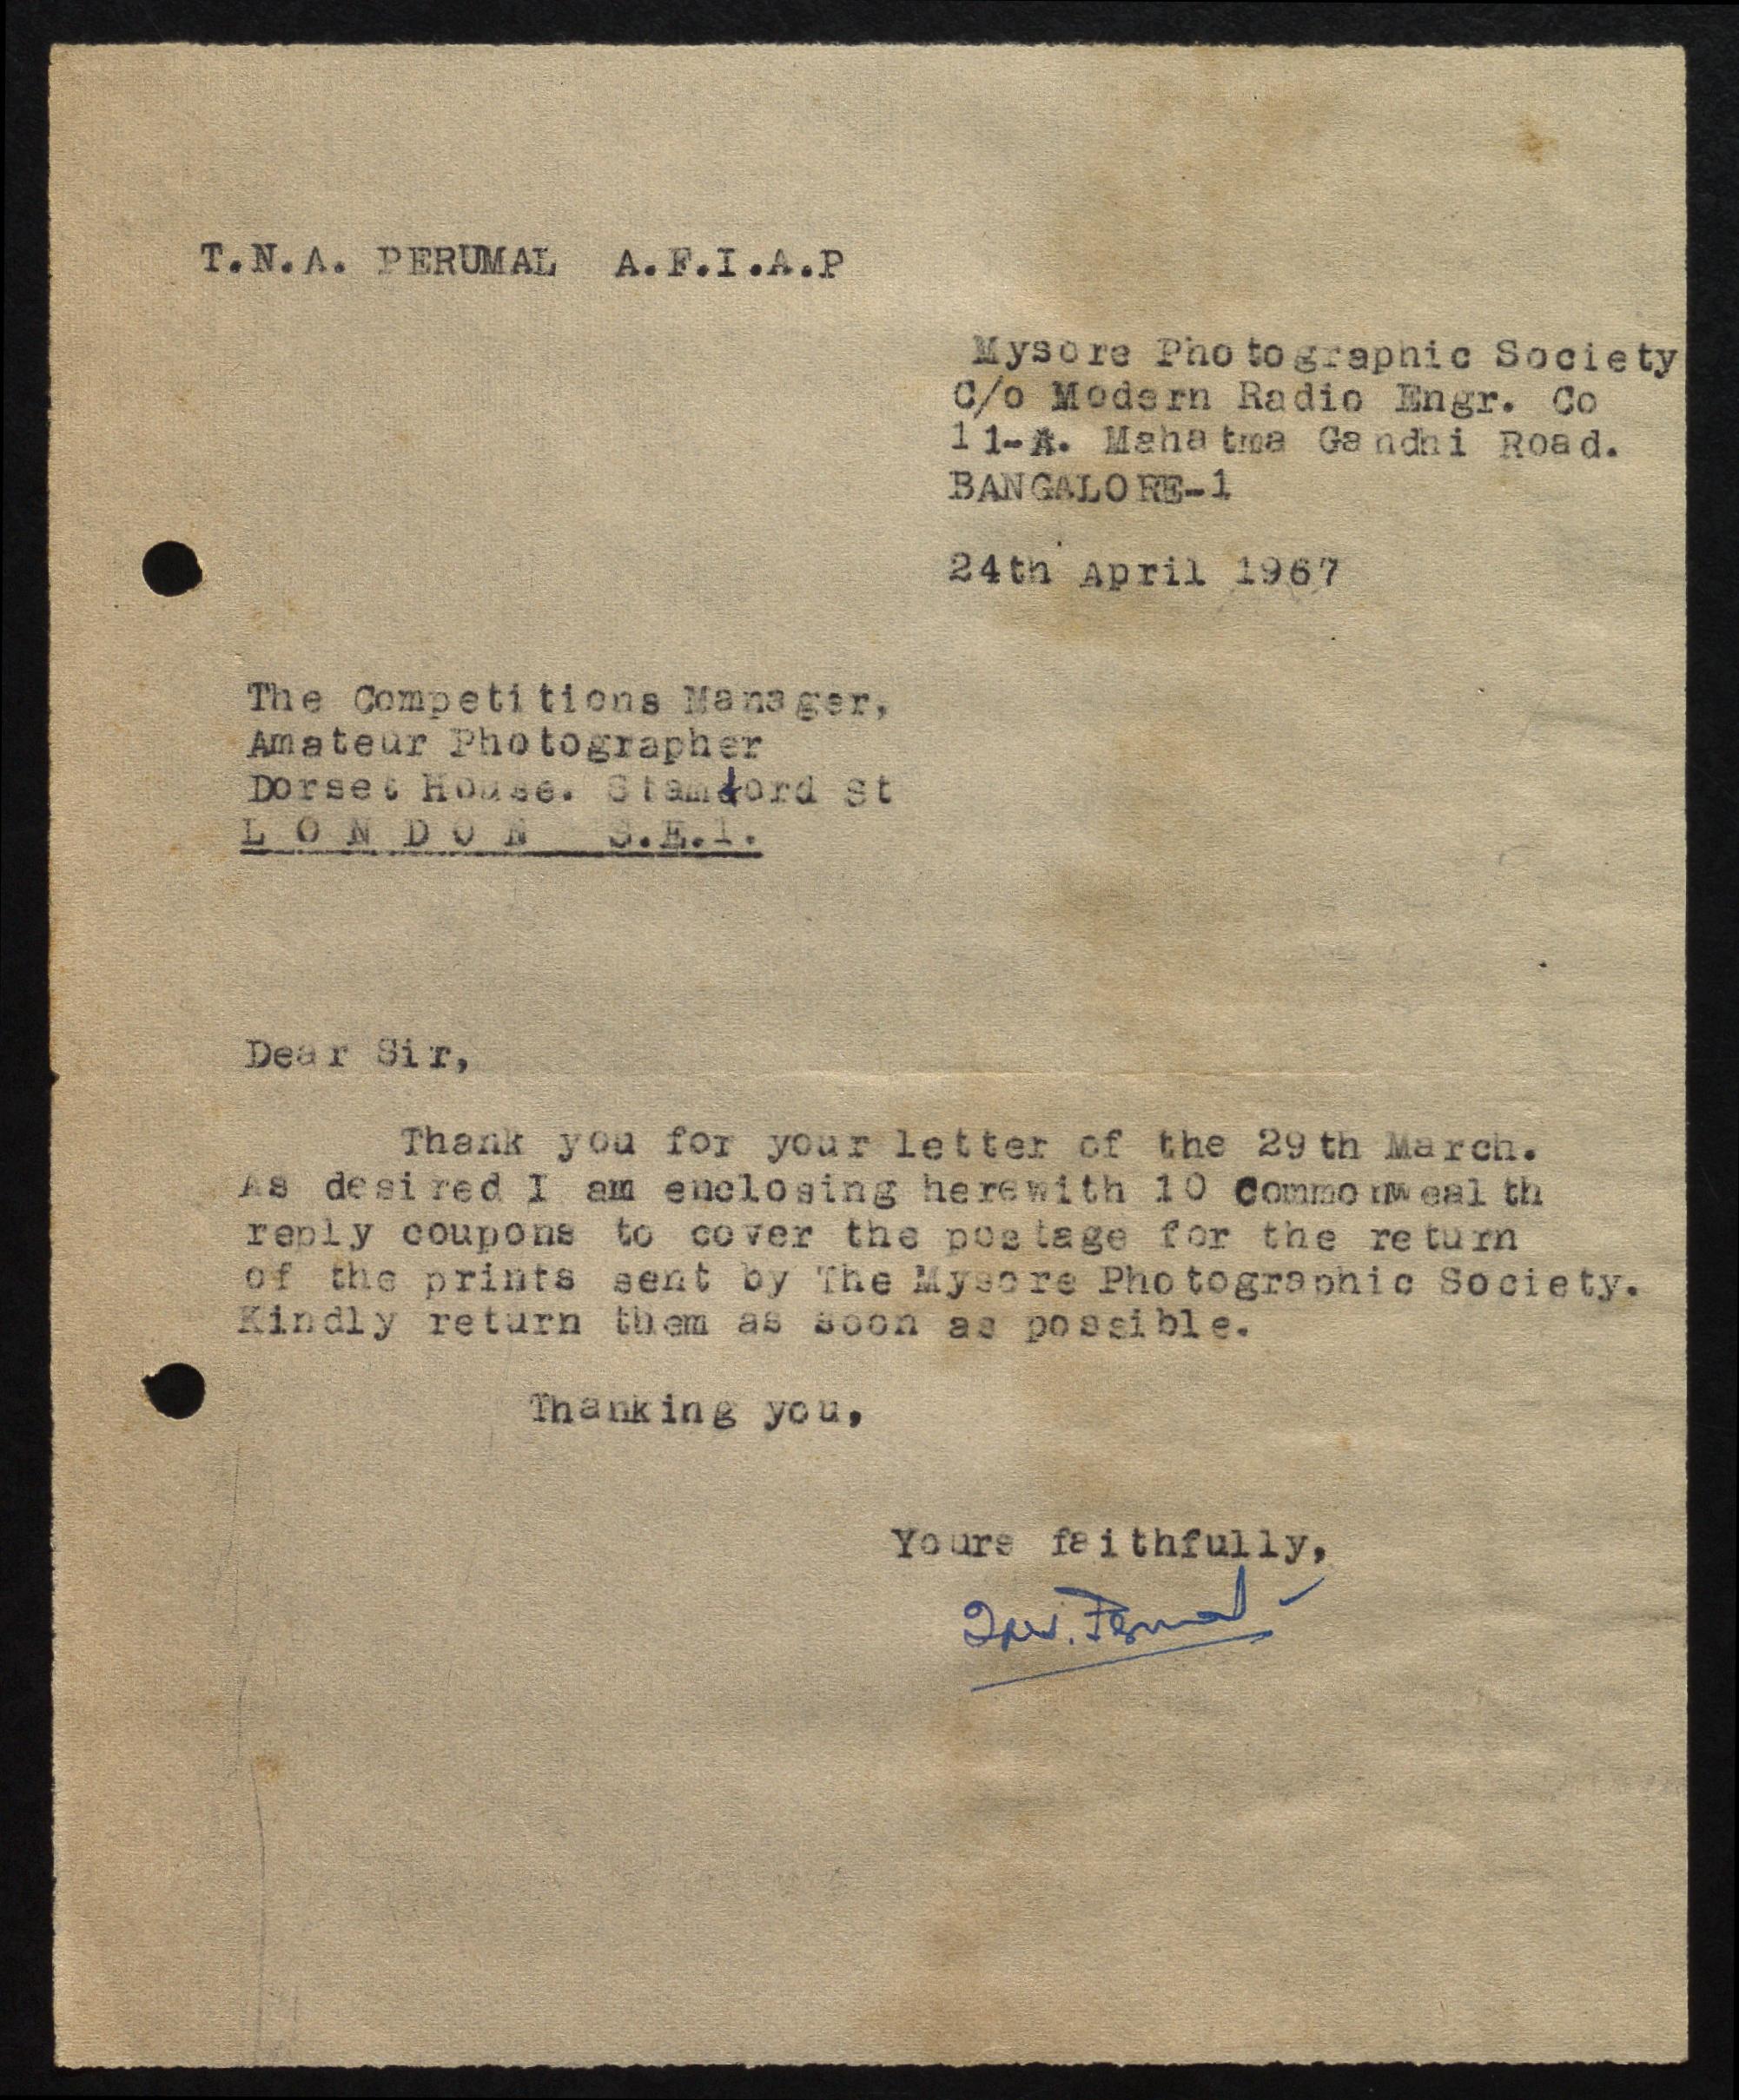 T.N.A. PERUMAL A.F.I.A.P
Mysore Photographic Society
C/o Modern Radio Engr. Co
11-A. Mahatma Gandhi Road.
BANGALORE-1
24th April 1967
The Competitions Manager,
Amateur Photographer
Dorset House. Stamford St
L O N D O N S.E.1.
Dear Sir,
Thank you for your letter of the 29th March.
As desired I am enclosing herewith 10 Commonwealth
reply coupons to cover the postage for the return
of the prints sent by The Mysore Photographic Society.
Kindly return them as soon as possible.
Thanking you,
Yours faithfully,